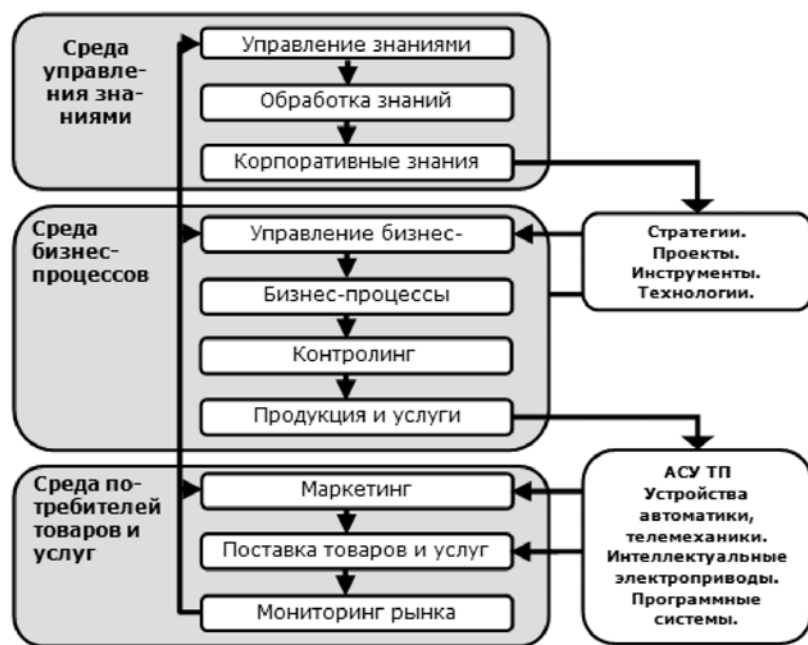 Среда
управле-
ния зна-
ниями
Управление знаниями
Обработка знаний
Корпоративные знания
Среда
бизнес-
процессов
Управление бизнес-
Бизнес-процессы
Контролинг
Продукция и услуги
Стратегии.
Проекты.
Инструменты.
Технологии.
Среда по-
требителей
товаров и
услуг
Маркетинг
Поставка товаров и услуг
Мониторинг рынка
АСУ ТП
Устройства
автоматики,
телемеханики.
Интеллектуальные
электроприводы.
Программные
системы.